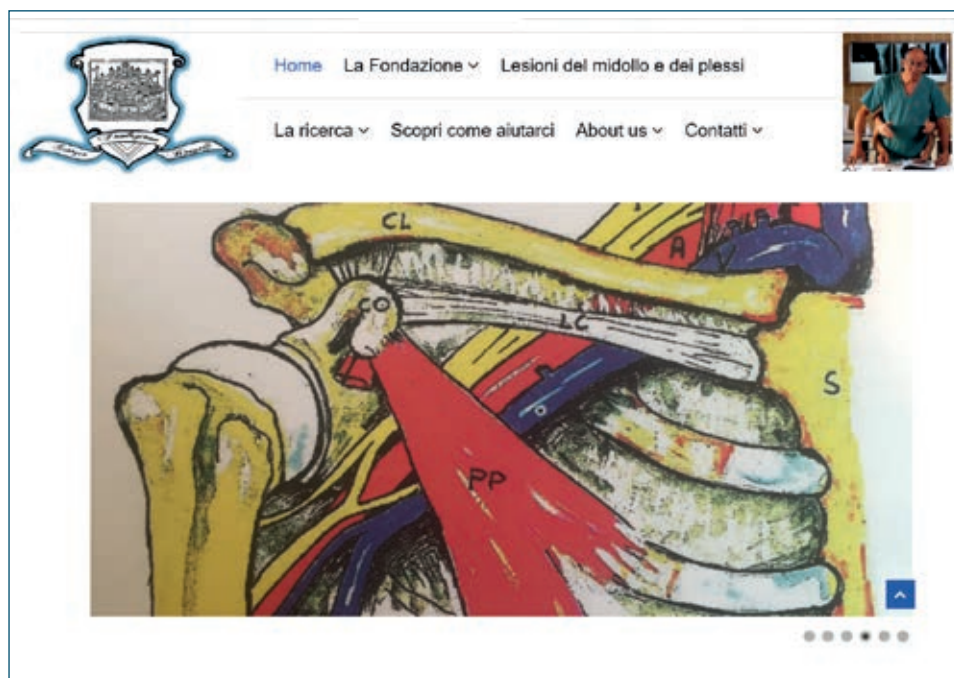 Home La Fondazione Lesioni del midollo e dei plessi
La ricerca Scopri come aiutarci About us Contatti
CL
A
V
CO
LC
S
PP